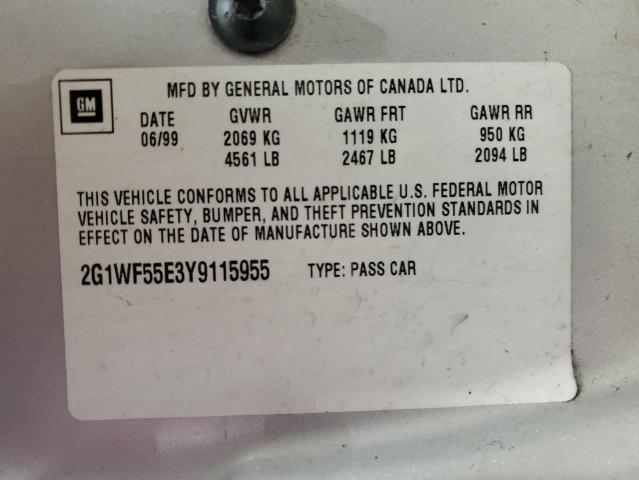 GM
MFD BY GENERAL MOTORS OF CANADA LTD.
DATE GVWR GAWR FRT GAWR RR
06/99 2069 KG 1119 KG 950 KG
4561 LB 2467 LB 2094 LB
THIS VEHICLE CONFORMS TO ALL APPLICABLE U.S. FEDERAL MOTOR
VEHICLE SAFETY, BUMPER, AND THEFT PREVENTION STANDARDS IN
EFFECT ON THE DATE OF MANUFACTURE SHOWN ABOVE.
2G1WF55E3Y9115955 TYPE: PASS CAR